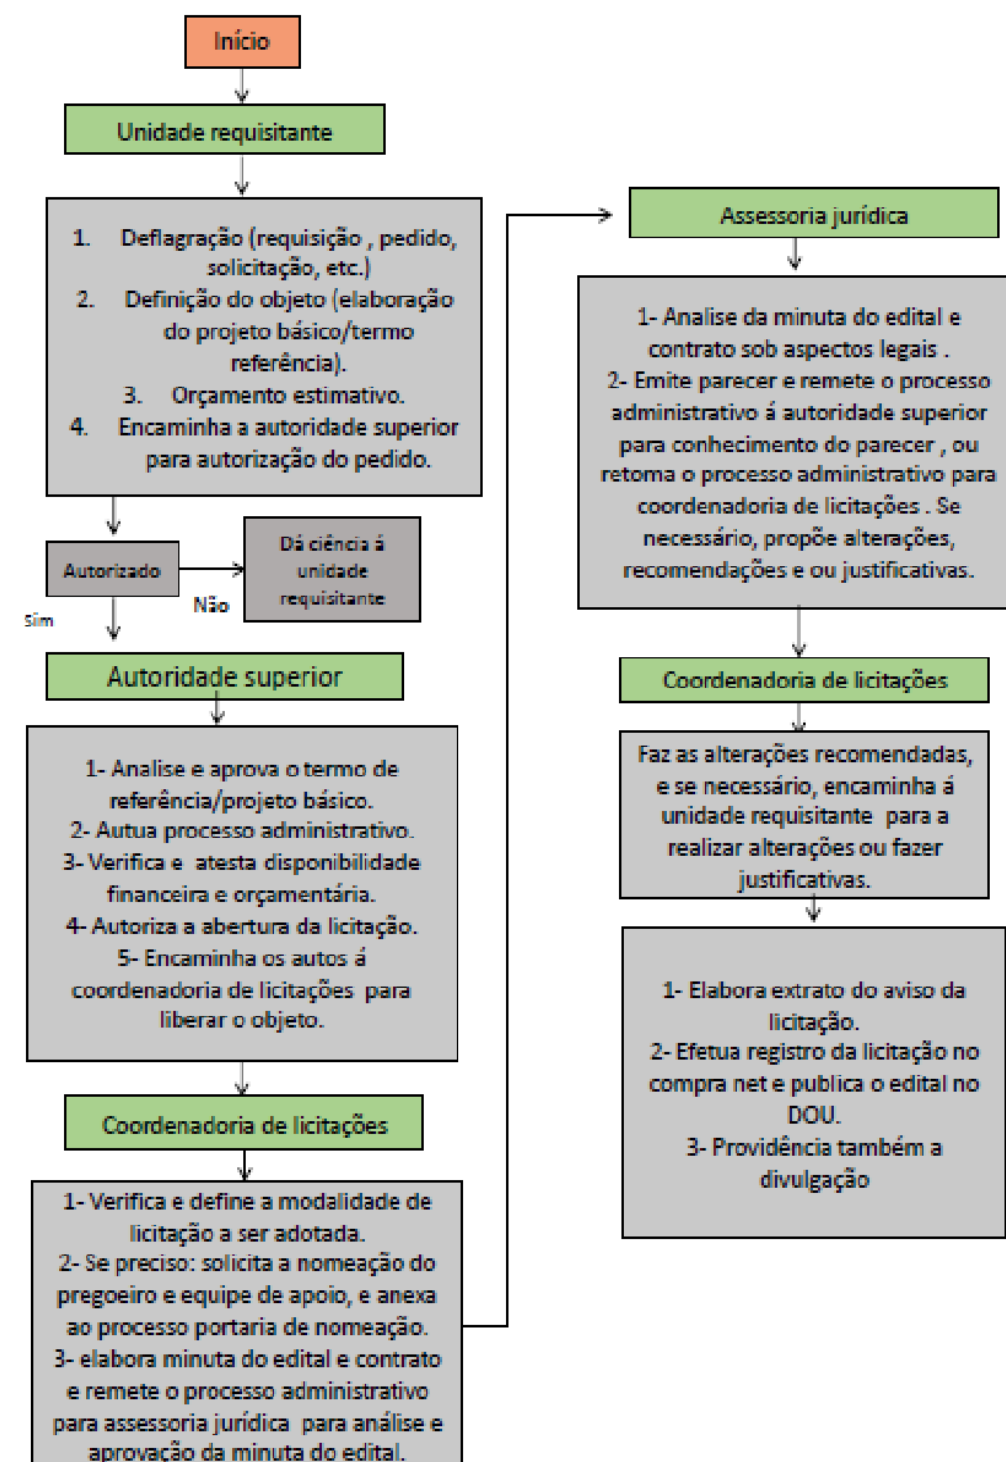 Início
Unidade requisitante
1. Deflagração (requisição , pedido,
solicitação, etc.)
2. Definição do objeto (elaboração
do projeto básico/termo
referência).
3. Orçamento estimativo.
4. Encaminha a autoridade superior
para autorização do pedido.
Autorizado
Não
Dá ciência á
unidade
requisitante
Sim
Autoridade superior
1- Analise e aprova o termo de
referência/projeto básico.
2- Autua processo administrativo.
3- Verifica e atesta disponibilidade
financeira e orçamentária.
4- Autoriza a abertura da licitação.
5- Encaminha os autos á
coordenadoria de licitações para
liberar o objeto.
Coordenadoria de licitações
1- Verifica e define a modalidade de
licitação a ser adotada.
2- Se preciso: solicita a nomeação do
pregoeiro e equipe de apoio, e anexa
ao processo portaria de nomeação.
3- elabora minuta do edital e contrato
e remete o processo administrativo
para assessoria jurídica para análise e
aprovação da minuta do edital.
Assessoria jurídica
1- Analise da minuta do edital e
contrato sob aspectos legais .
2- Emite parecer e remete o processo
administrativo á autoridade superior
para conhecimento do parecer , ou
retoma o processo administrativo para
coordenadoria de licitações . Se
necessário, propõe alterações,
recomendações e ou justificativas.
Coordenadoria de licitações
Faz as alterações recomendadas,
e se necessário, encaminha á
unidade requisitante para a
realizar alterações ou fazer
justificativas.
1- Elabora extrato do aviso da
licitação.
2- Efetua registro da licitação no
compra net e publica o edital no
DOU.
3- Providência também a
divulgação